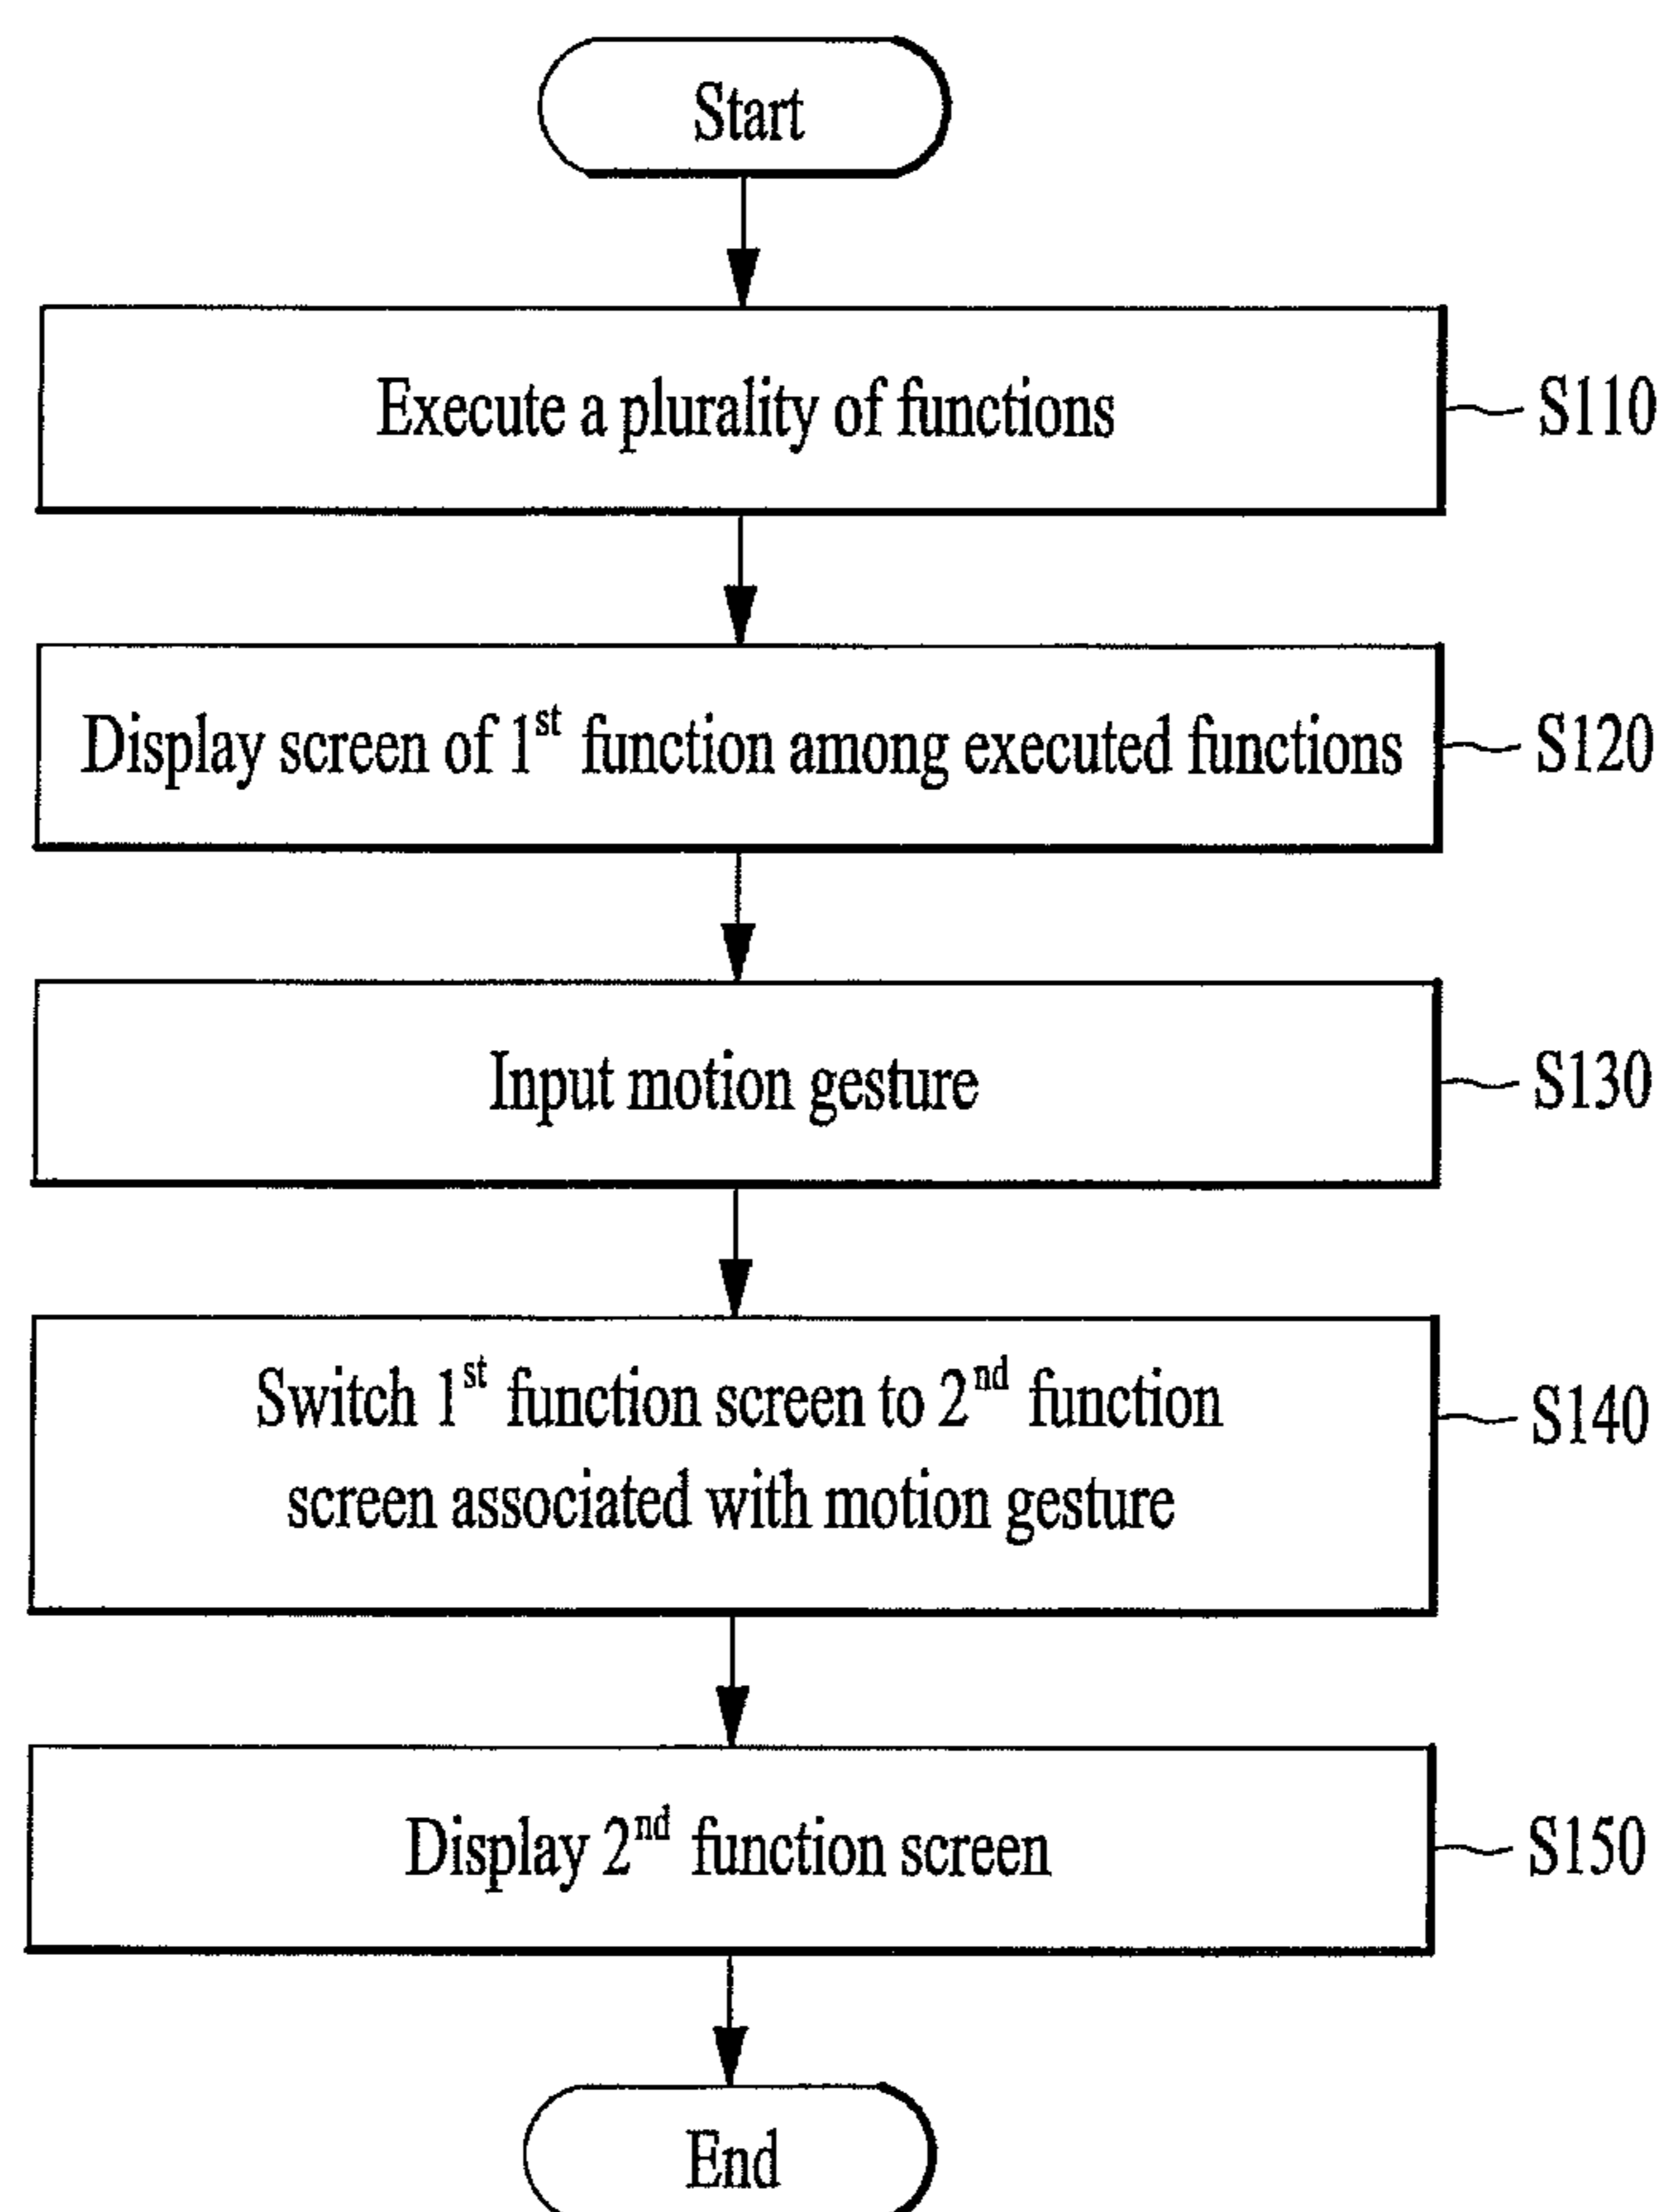 Start
Execute a plurality of functions
S110
Display screen of 1st function among executed functions
S120
Input motion gesture
S130
Switch 1st function screen to 2nd function
screen associated with motion gesture
S140
Display 2nd function screen
S150
End